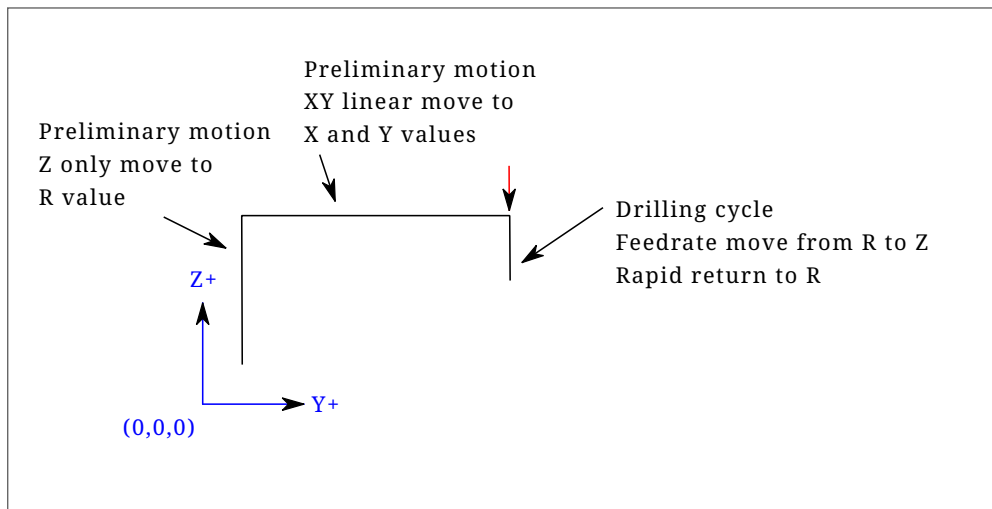 Preliminary motion
XY linear move to
X and Y values
Preliminary motion
Z only move to
R value
Drilling cycle
Feedrate move from R to Z
Rapid return to R
Z+
Y+
(0,0,0)